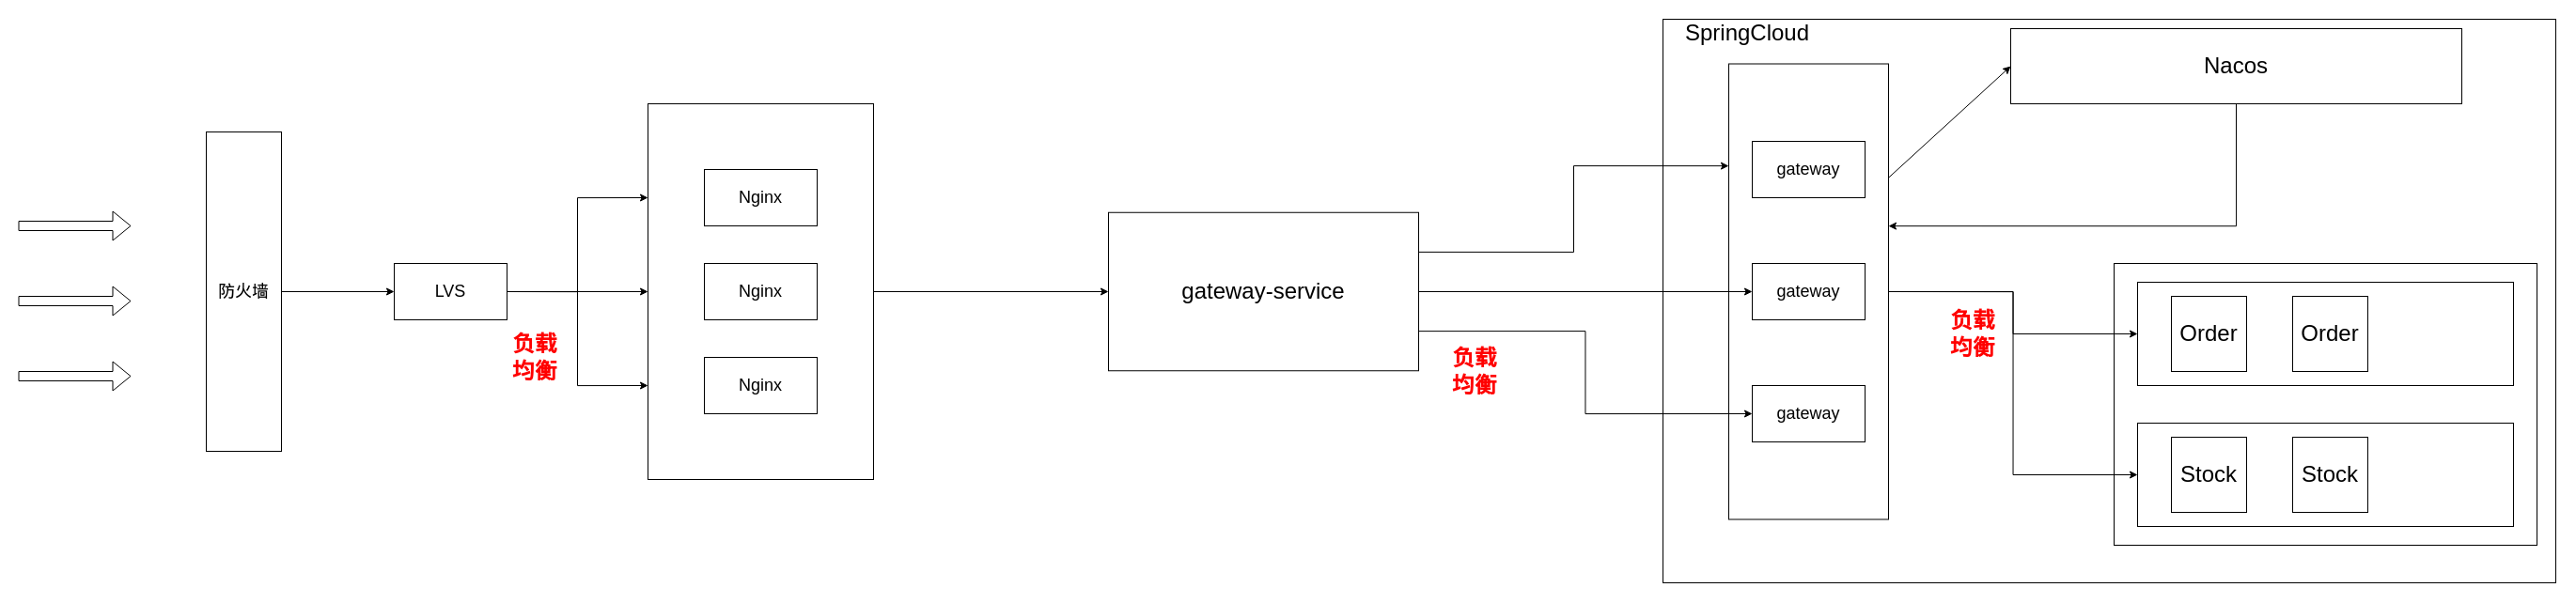 防火墙
LVS
负载
均衡
Nginx
Nginx
Nginx
gateway-service
负载
均衡
SpringCloud
gateway
gateway
gateway
Nacos
负载
均衡
Order
Order
Stock
Stock